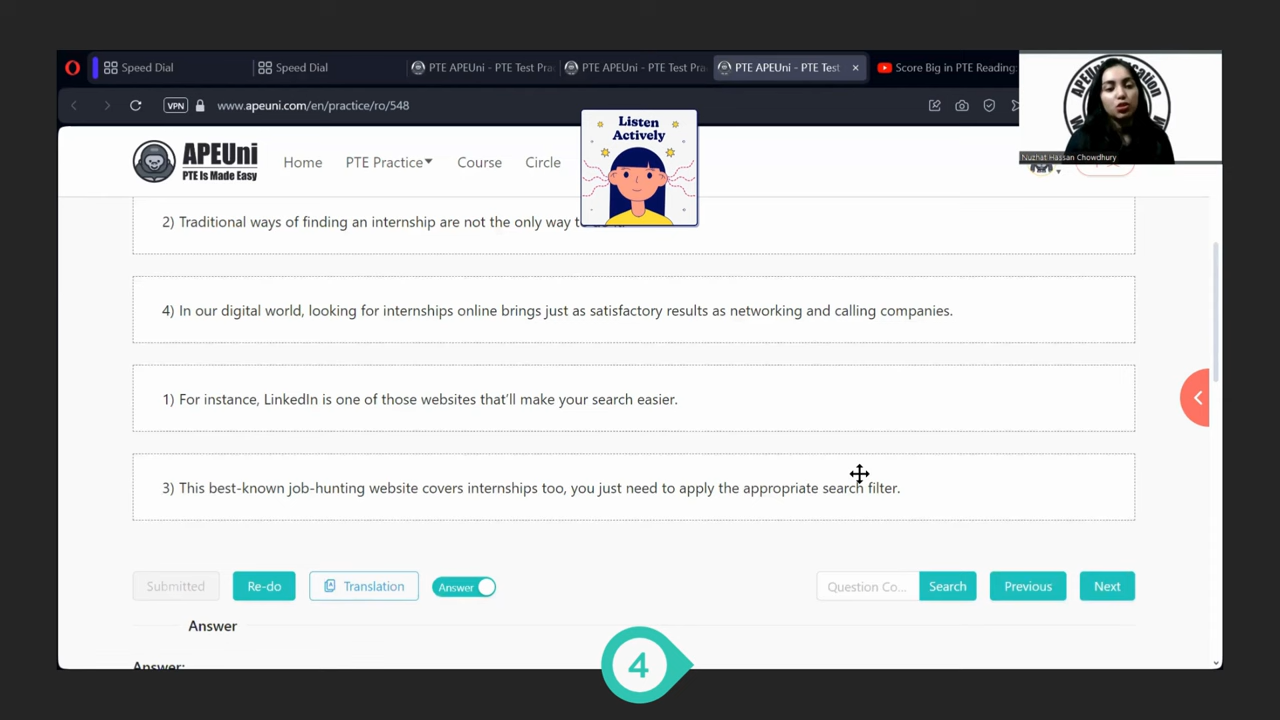 Speed Dial
Speed Dial
PTE APEUni - PTE Test Pra
PTE APEUni - PTE Test Pra
PTE APEUni - PTE Test
Score Big in PTE Reading:
VPN
www.apeuni.com/en/practice/ro/548
Nuzhat Hassan Chowdhury
Listen
Actively
APEUni
PTE Is Made Easy
Home
PTE Practice
Course
Circle
2) Traditional ways of finding an internship are not the only way t
4) In our digital world, looking for internships online brings just as satisfactory results as networking and calling companies.
1) For instance, LinkedIn is one of those websites that'll make your search easier.
3) This best-known job-hunting website covers internships too, you just need to apply the appropriate search filter.
Submitted
Re-do
Translation
Answer
Question Co...
Search
Previous
Next
Answer
Answer:
4